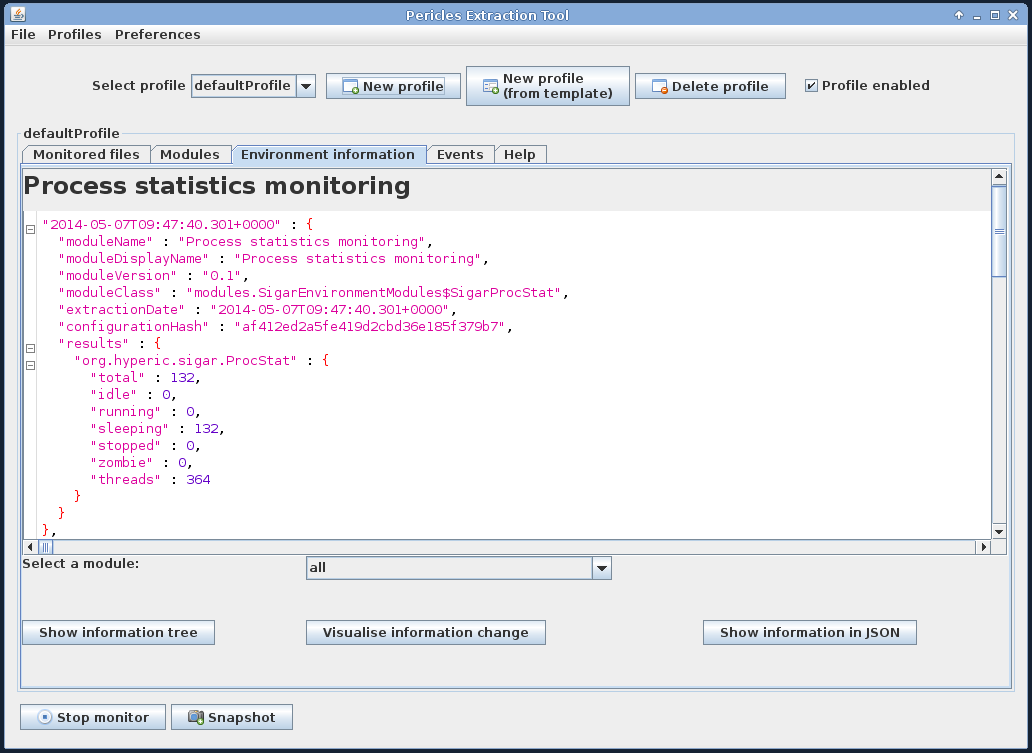 Pericles Extraction Tool
File Profiles Preferences
Select profile defaultProfile New profile New profile (from template) Delete profile Profile enabled
defaultProfile
Monitored files Modules Environment information Events Help
Process statistics monitoring
"2014-05-07T09:47:40.301+0000" : {
"moduleName" : "Process statistics monitoring",
"moduleDisplayName" : "Process statistics monitoring",
"moduleVersion" : "0.1",
"moduleClass" : "modules.SigarEnvironmentModules$SigarProcStat",
"extractionDate" : "2014-05-07T09:47:40.301+0000",
"configurationHash" : "af412ed2a5fe419d2cbd36e185f379b7",
"results" : {
"org.hyperic.sigar.ProcStat" : {
"total" : 132,
"idle" : 0,
"running" : 0,
"sleeping" : 132,
"stopped" : 0,
"zombie" : 0,
"threads" : 364
}
}
},
Select a module: all
Show information tree Visualise information change Show information in JSON
Stop monitor Snapshot